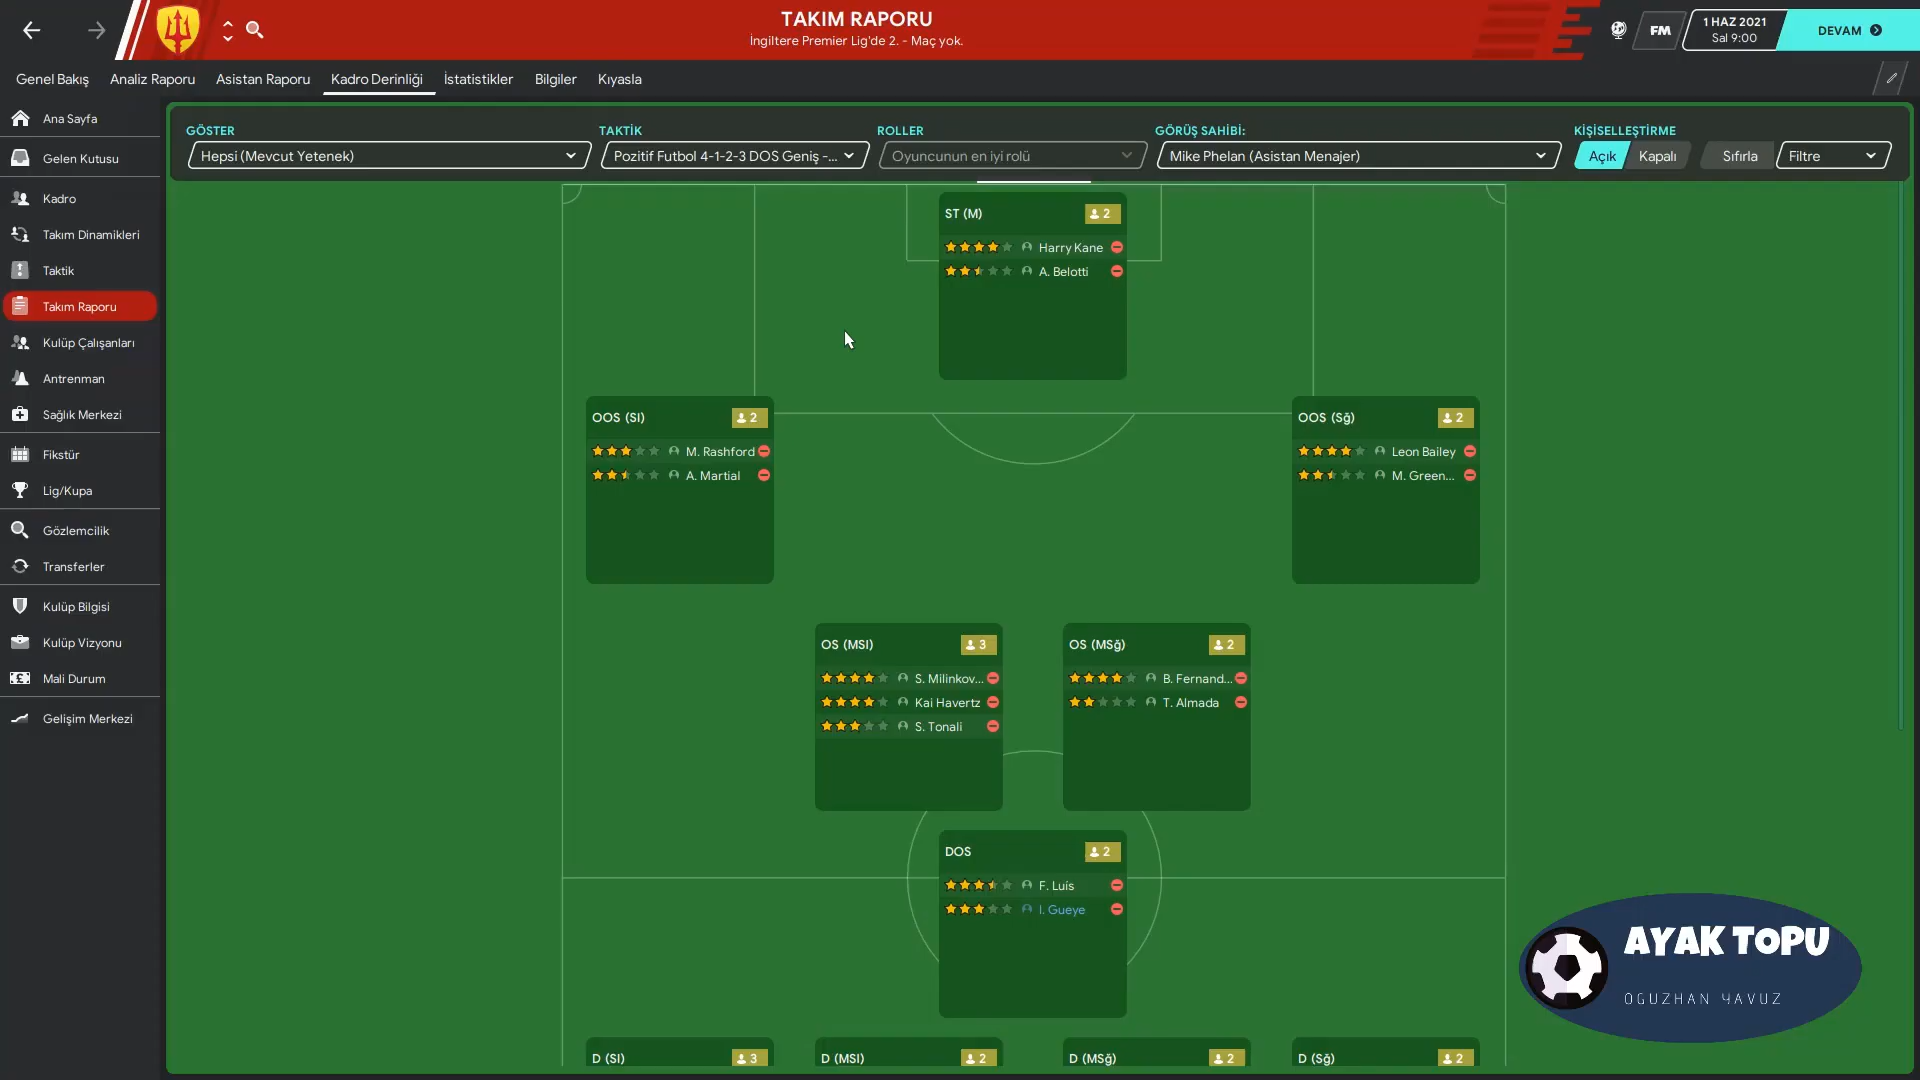 TAKIM RAPORU
İngiltere Premier Lig'de 2. - Maç yok.
FM
1 HAZ 2021
Sal 9:00
DEVAM
Genel Bakış
Analiz Raporu
Asistan Raporu
Kadro Derinliği
İstatistikler
Bilgiler
Kıyasla
Ana Sayfa
Gelen Kutusu
Kadro
Takım Dinamikleri
Taktik
Takım Raporu
Kulüp Çalışanları
Antrenman
Sağlık Merkezi
Fikstür
Lig/Kupa
Gözlemcilik
Transferler
Kulüp Bilgisi
Kulüp Vizyonu
Mali Durum
Gelişim Merkezi
GÖSTER
Hepsi (Mevcut Yetenek)
TAKTİK
Pozitif Futbol 4-1-2-3 DOS Geniş -...
ROLLER
Oyuncunun en iyi rolü
GÖRÜŞ SAHİBİ:
Mike Phelan (Asistan Menajer)
KİŞİSELLEŞTİRME
Açık
Kapalı
Sıfırla
Filtre
ST (M) 2
Harry Kane
A. Belotti
OOS (Sl) 2
M. Rashford
A. Martial
OOS (Sğ) 2
Leon Bailey
M. Green...
OS (MSl) 3
S. Milinkov...
Kai Havertz
S. Tonali
OS (MSğ) 2
B. Fernand...
T. Almada
DOS 2
F. Luís
I. Gueye
D (Sl) 3
D (MSl) 2
D (MSğ) 2
D (Sğ) 2
AYAK TOPU
OGUZHAN YAVUZ